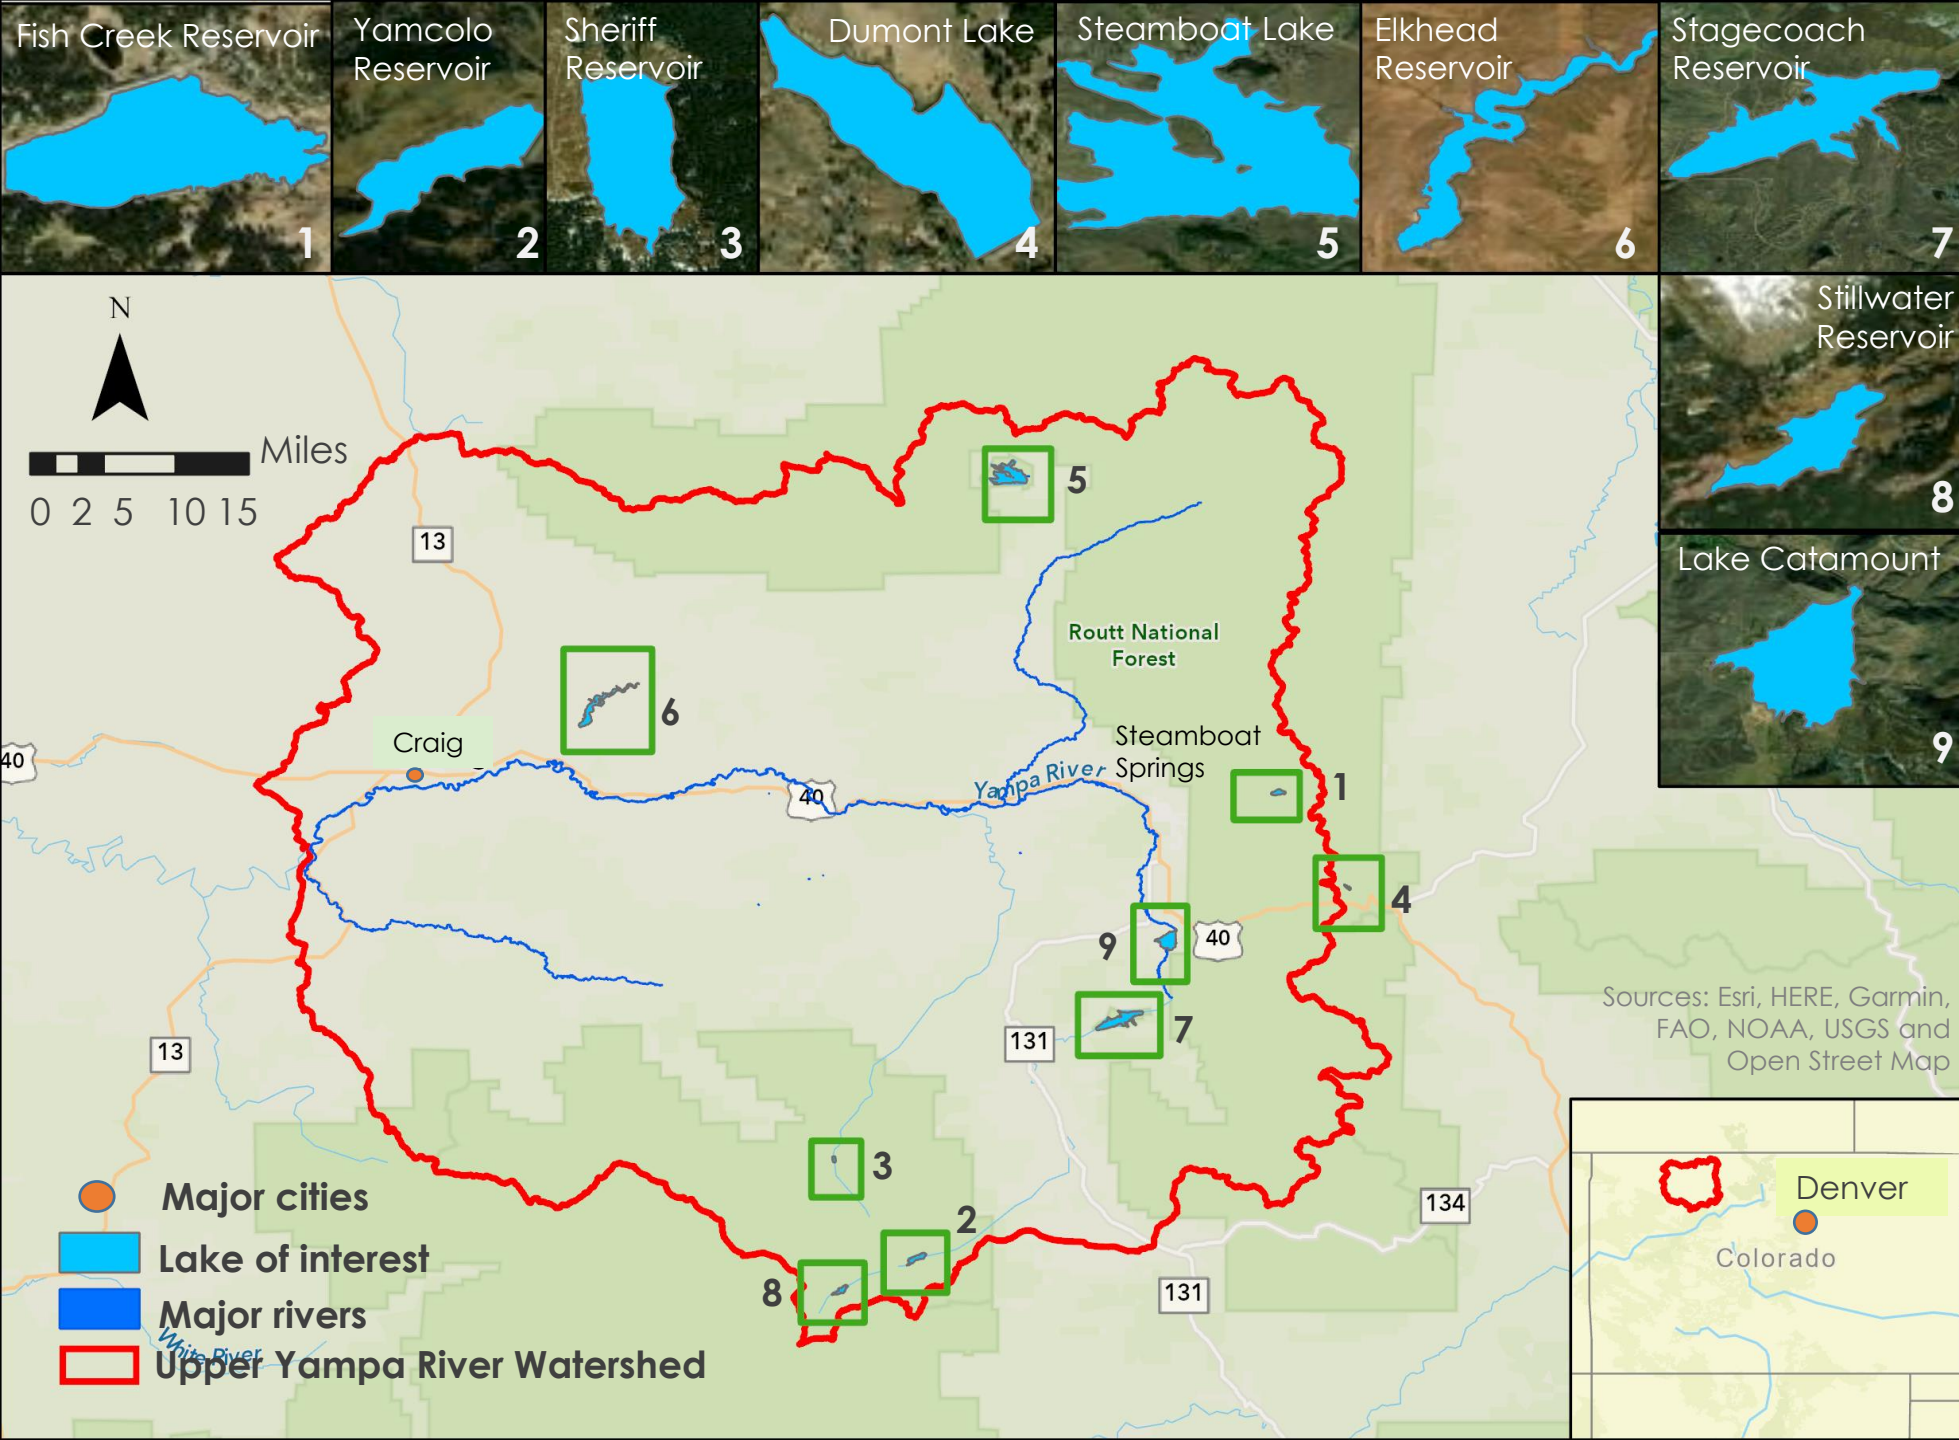 Fish Creek Reservoir
1
Yamcolo
Reservoir
2
Sheriff
Reservoir
3
Dumont Lake
4
Steamboat Lake
5
Elkhead
Reservoir
6
Stagecoach
Reservoir
7
Stillwater
Reservoir
8
Lake Catamount
9
N
Miles
0 2 5 10 15
5
13
Routt National
Forest
6
Craig
40
Steamboat
Springs
Yampa River
40
1
4
9
40
7
131
13
Sources: Esri, HERE, Garmin,
FAO, NOAA, USGS and
Open Street Map
3
2
134
8
131
Denver
Colorado
Major cities
Lake of interest
Major rivers
White River
Upper Yampa River Watershed